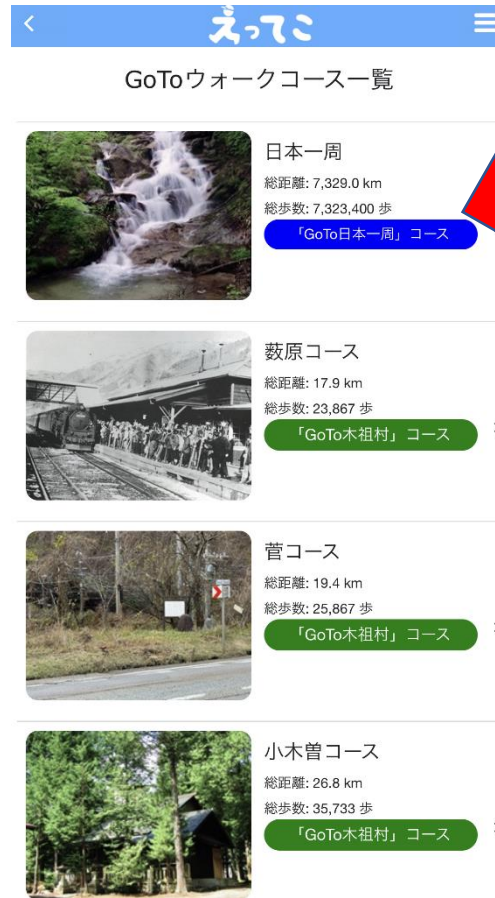 えってこ
GoToウォークコース一覧
日本一周
総距離: 7,329.0 km
総歩数: 7,323,400 歩
「GoTo日本一周」コース
薮原コース
総距離: 17.9 km
総歩数: 23,867 歩
「GoTo木祖村」コース
菅コース
総距離: 19.4 km
総歩数: 25,867 歩
「GoTo木祖村」コース
小木曽コース
総距離: 26.8 km
総歩数: 35,733 歩
「GoTo木祖村」コース